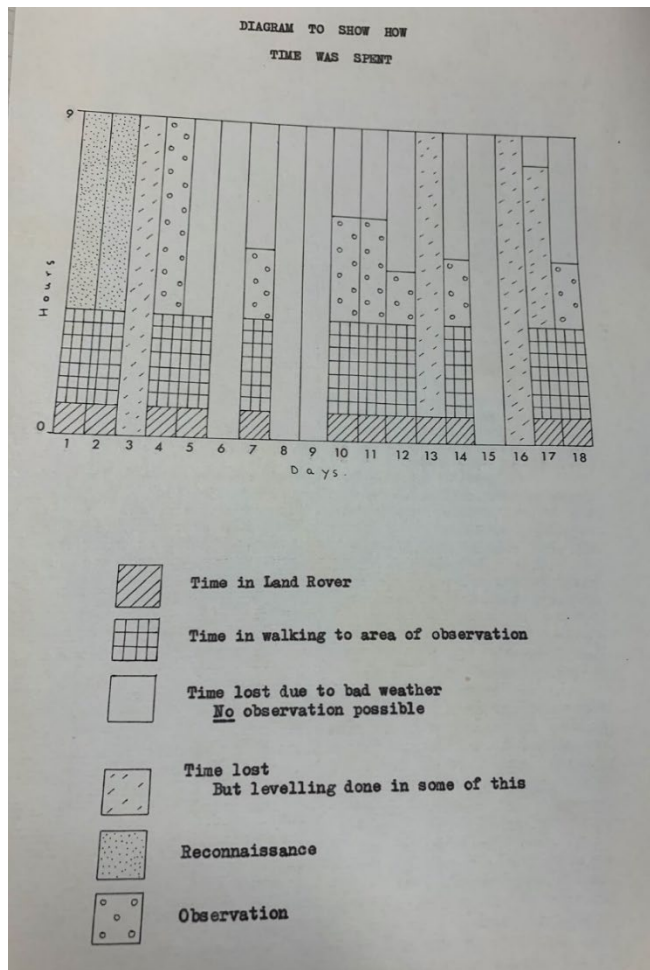 DIAGRAM TO SHOW HOW
TIME WAS SPENT
9
Hours
0
1 2 3 4 5 6 7 8 9 10 11 12 13 14 15 16 17 18
Days.
Time in Land Rover
Time in walking to area of observation
Time lost due to bad weather
No observation possible
Time lost
But levelling done in some of this
Reconnaissance
Observation